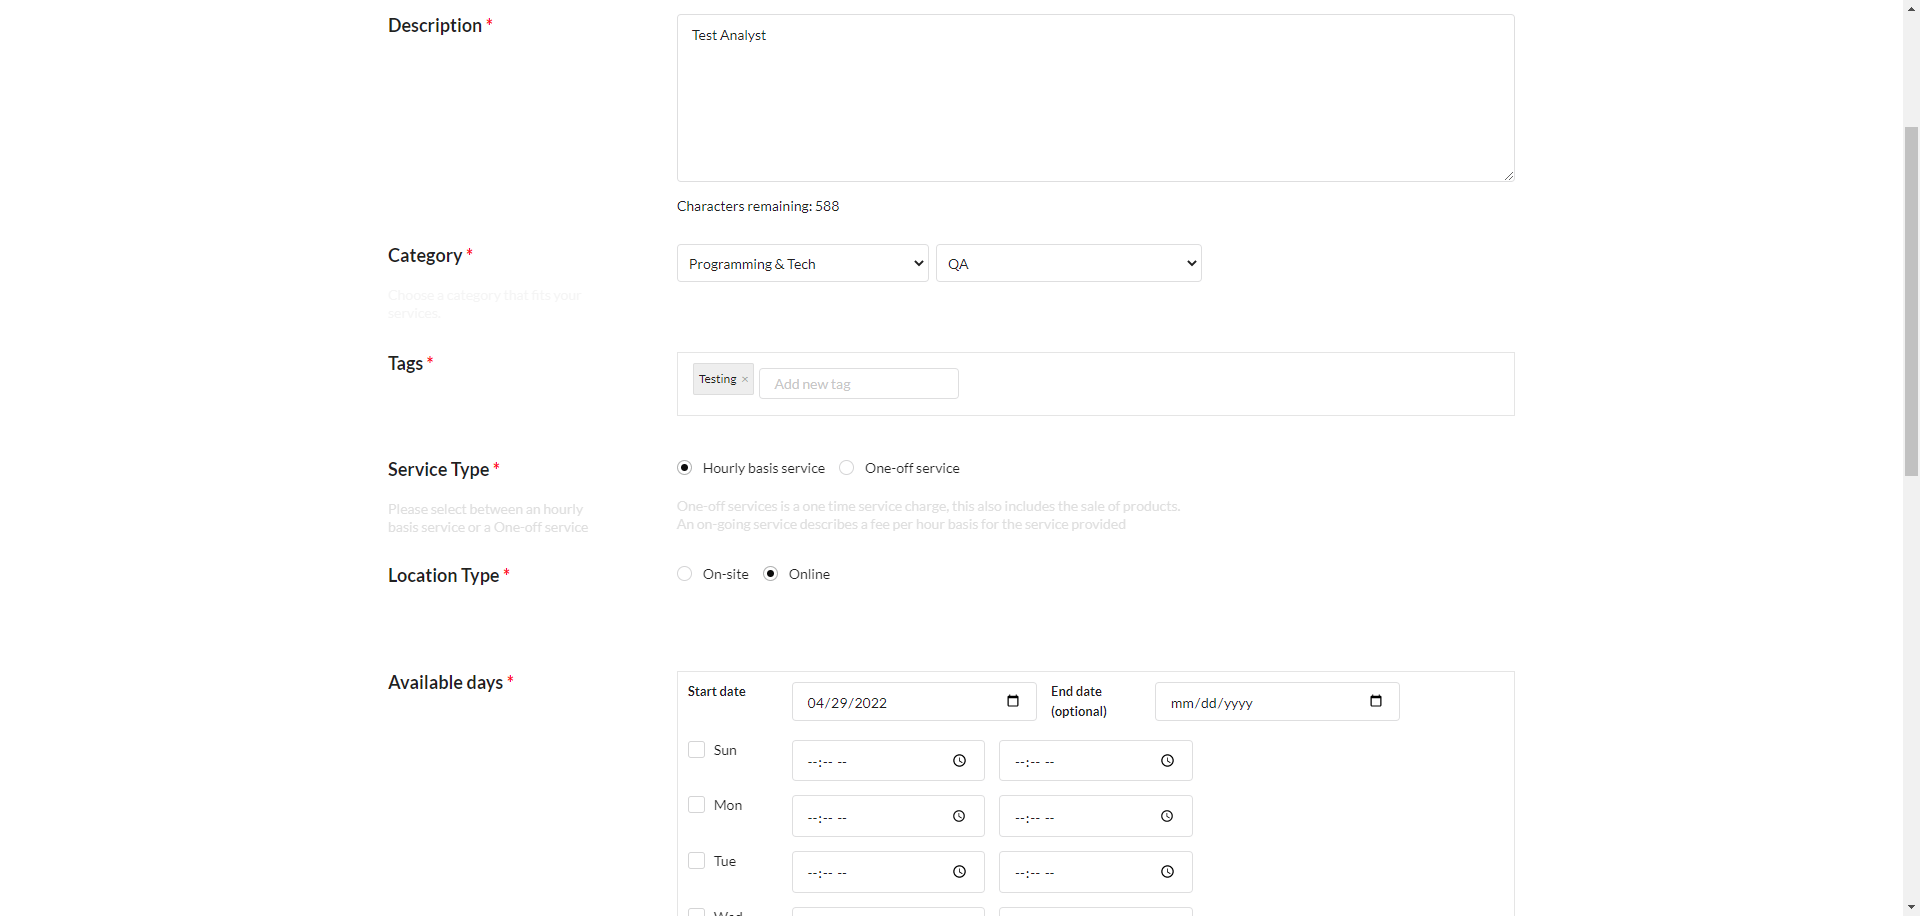 Description *
Test Analyst
Characters remaining: 588
Category *
Programming & Tech
QA
Choose a category that fits your
services.
Tags *
Testing ×
Add new tag
Service Type *
Hourly basis service
One-off service
Please select between an hourly
basis service or a One-off service
One-off services is a one time service charge, this also includes the sale of products.
An on-going service describes a fee per hour basis for the service provided
Location Type *
On-site
Online
Available days *
Start date
04/29/2022
End date
(optional)
mm/dd/yyyy
Sun
--:-- --
--:-- --
Mon
--:-- --
--:-- --
Tue
--:-- --
--:-- --
Wed